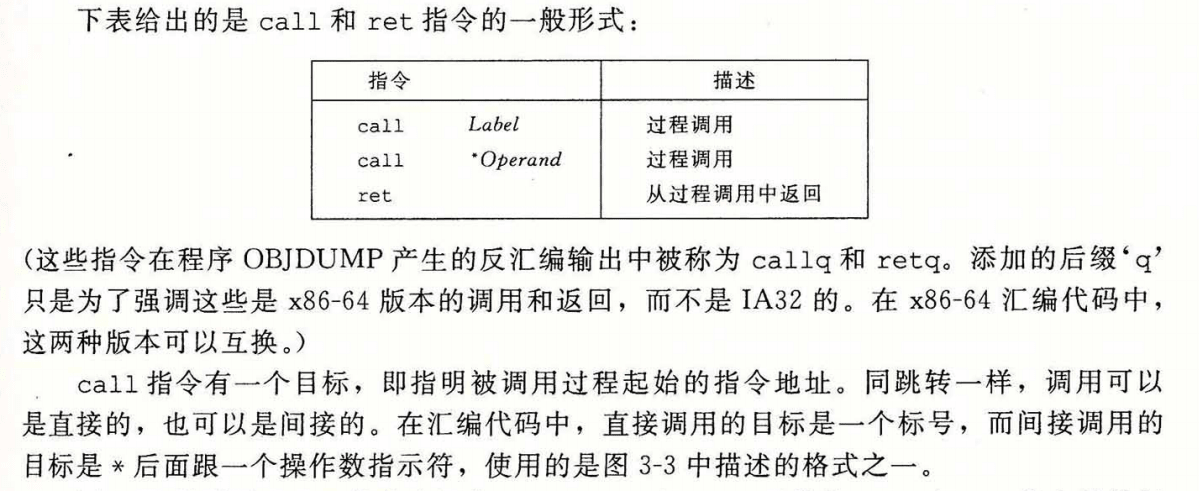 下表给出的是 call 和 ret 指令的一般形式：
指令 描述
call Label 过程调用
call *Operand 过程调用
ret 从过程调用中返回
(这些指令在程序 OBJDUMP 产生的反汇编输出中被称为 callq 和 retq。添加的后缀‘q’
只是为了强调这些是 x86-64 版本的调用和返回，而不是 IA32 的。在 x86-64 汇编代码中，
这两种版本可以互换。)
call 指令有一个目标，即指明被调用过程起始的指令地址。同跳转一样，调用可以
是直接的，也可以是间接的。在汇编代码中，直接调用的目标是一个标号，而间接调用的
目标是 * 后面跟一个操作数指示符，使用的是图 3-3 中描述的格式之一。